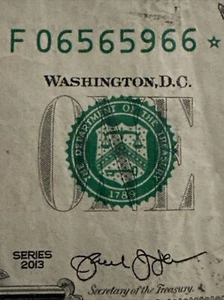 F 06565966 ★
WASHINGTON, D.C.
ONE
THE DEPARTMENT OF THE TREASURY
1789
SERIES
2013
Secretary of the Treasury.